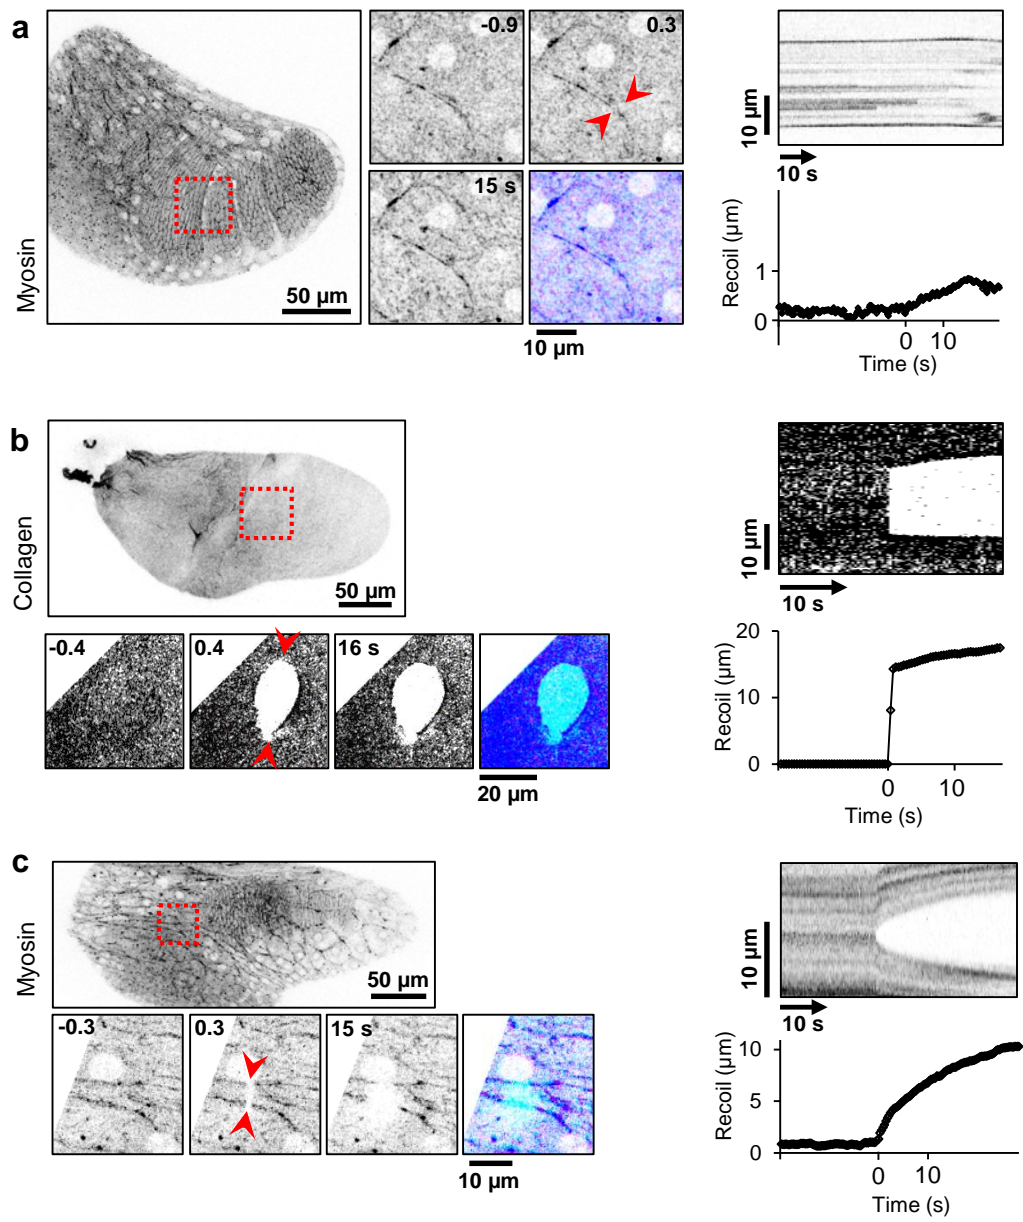 a
Myosin
50 µm
-0.9
0.3
15 s
10 µm
10 µm
10 s
Recoil (µm)
1
0
0 10
Time (s)
b
Collagen
50 µm
-0.4
0.4
16 s
20 µm
10 µm
10 s
Recoil (µm)
20
10
0
0 10
Time (s)
c
Myosin
50 µm
-0.3
0.3
15 s
10 µm
10 µm
10 s
Recoil (µm)
10
5
0
0 10
Time (s)